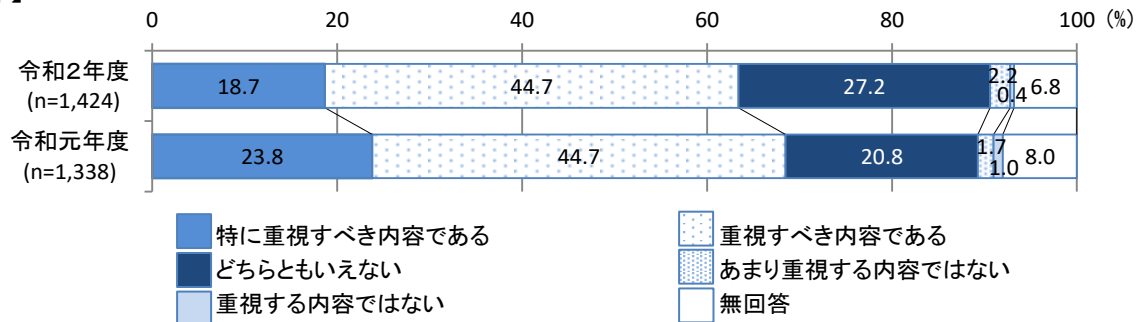 0 20 40 60 80 100 (%)
令和２年度
(n=1,424)
18.7 44.7 27.2 2.2 0.4 6.8
令和元年度
(n=1,338)
23.8 44.7 20.8 1.7 1.0 8.0
特に重視すべき内容である 重視すべき内容である
どちらともいえない あまり重視する内容ではない
重視する内容ではない 無回答